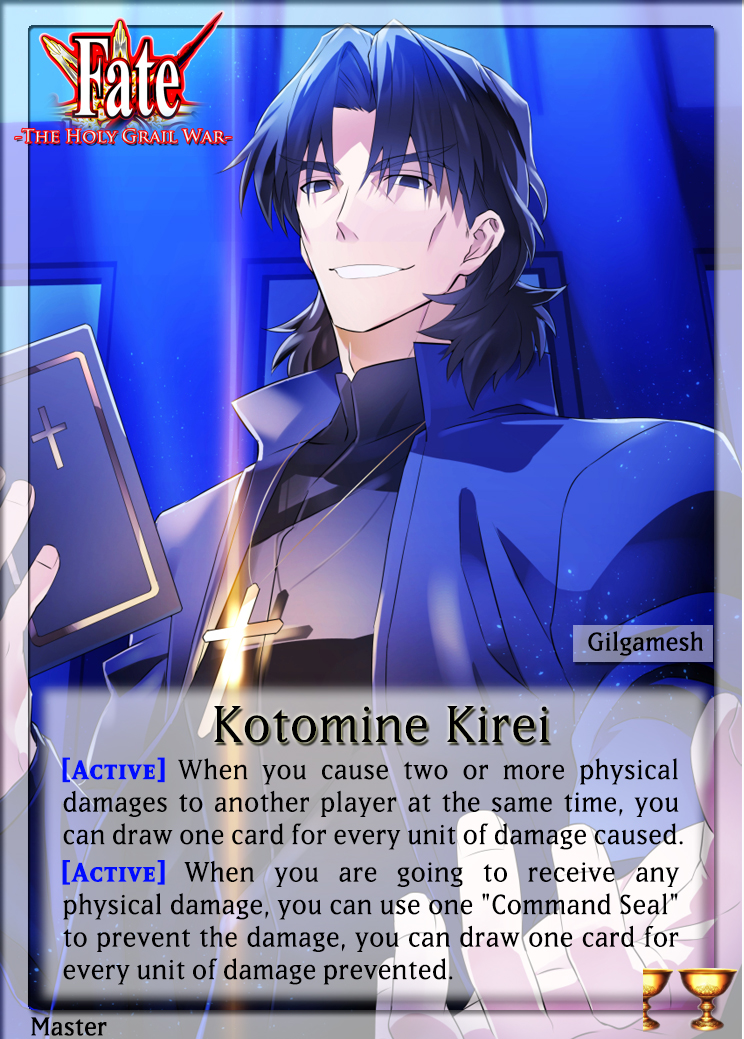 Fate
-THE HOLY GRAIL WAR-
Gilgamesh
Kotomine Kirei
[ACTIVE] When you cause two or more physical
damages to another player at the same time, you
can draw one card for every unit of damage caused.
[ACTIVE] When you are going to receive any
physical damage, you can use one "Command Seal"
to prevent the damage, you can draw one card for
every unit of damage prevented.
Master